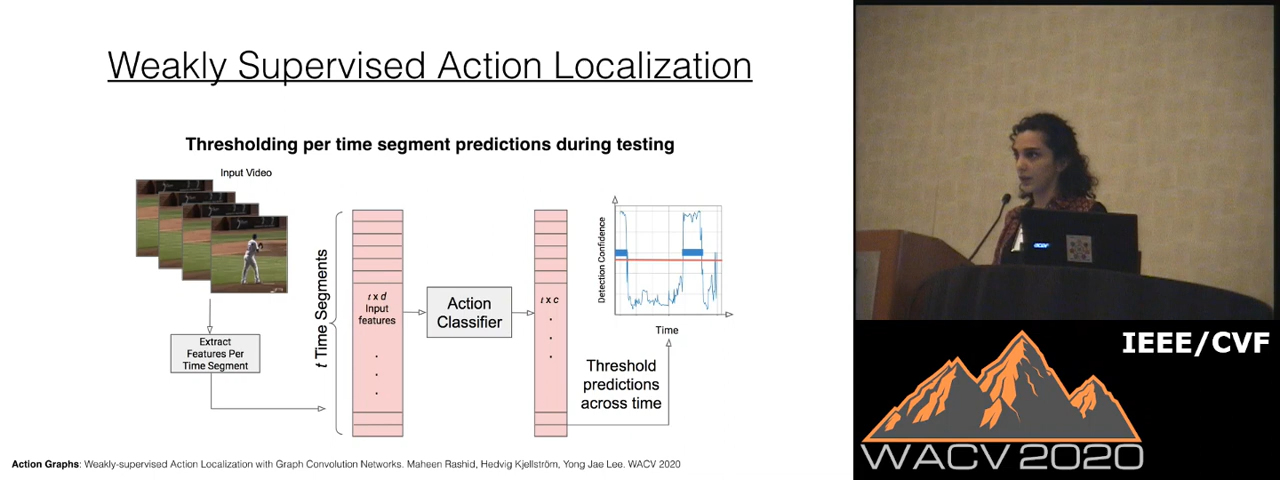 Weakly Supervised Action Localization
Thresholding per time segment predictions during testing
Input Video
Extract
Features Per
Time Segment
t Time Segments
t x d
Input
features
Action
Classifier
t x c
Detection Confidence
Time
Threshold
predictions
across time
Action Graphs: Weakly-supervised Action Localization with Graph Convolution Networks. Maheen Rashid, Hedvig Kjellström, Yong Jae Lee. WACV 2020
acer
IEEE/CVF
WACV 2020